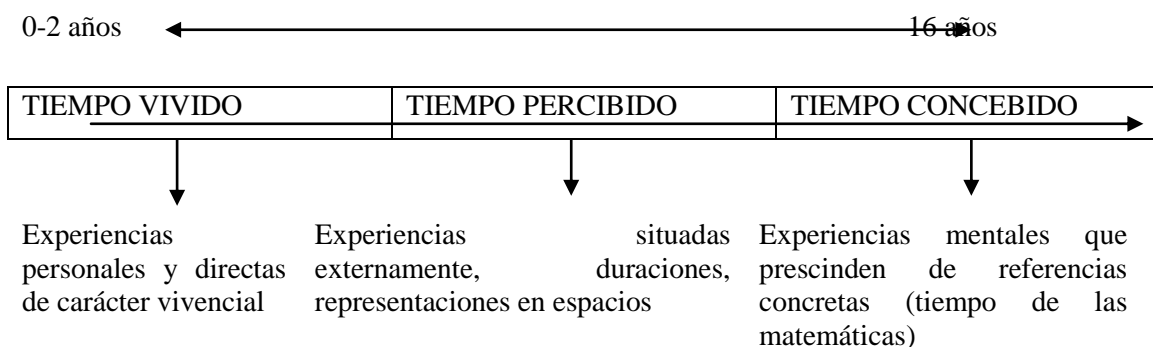 0-2 años 16 años
TIEMPO VIVIDO TIEMPO PERCIBIDO TIEMPO CONCEBIDO
Experiencias
personales y directas
de carácter vivencial
Experiencias situadas
externamente, duraciones,
representaciones en espacios
Experiencias mentales que
prescinden de referencias
concretas (tiempo de las
matemáticas)